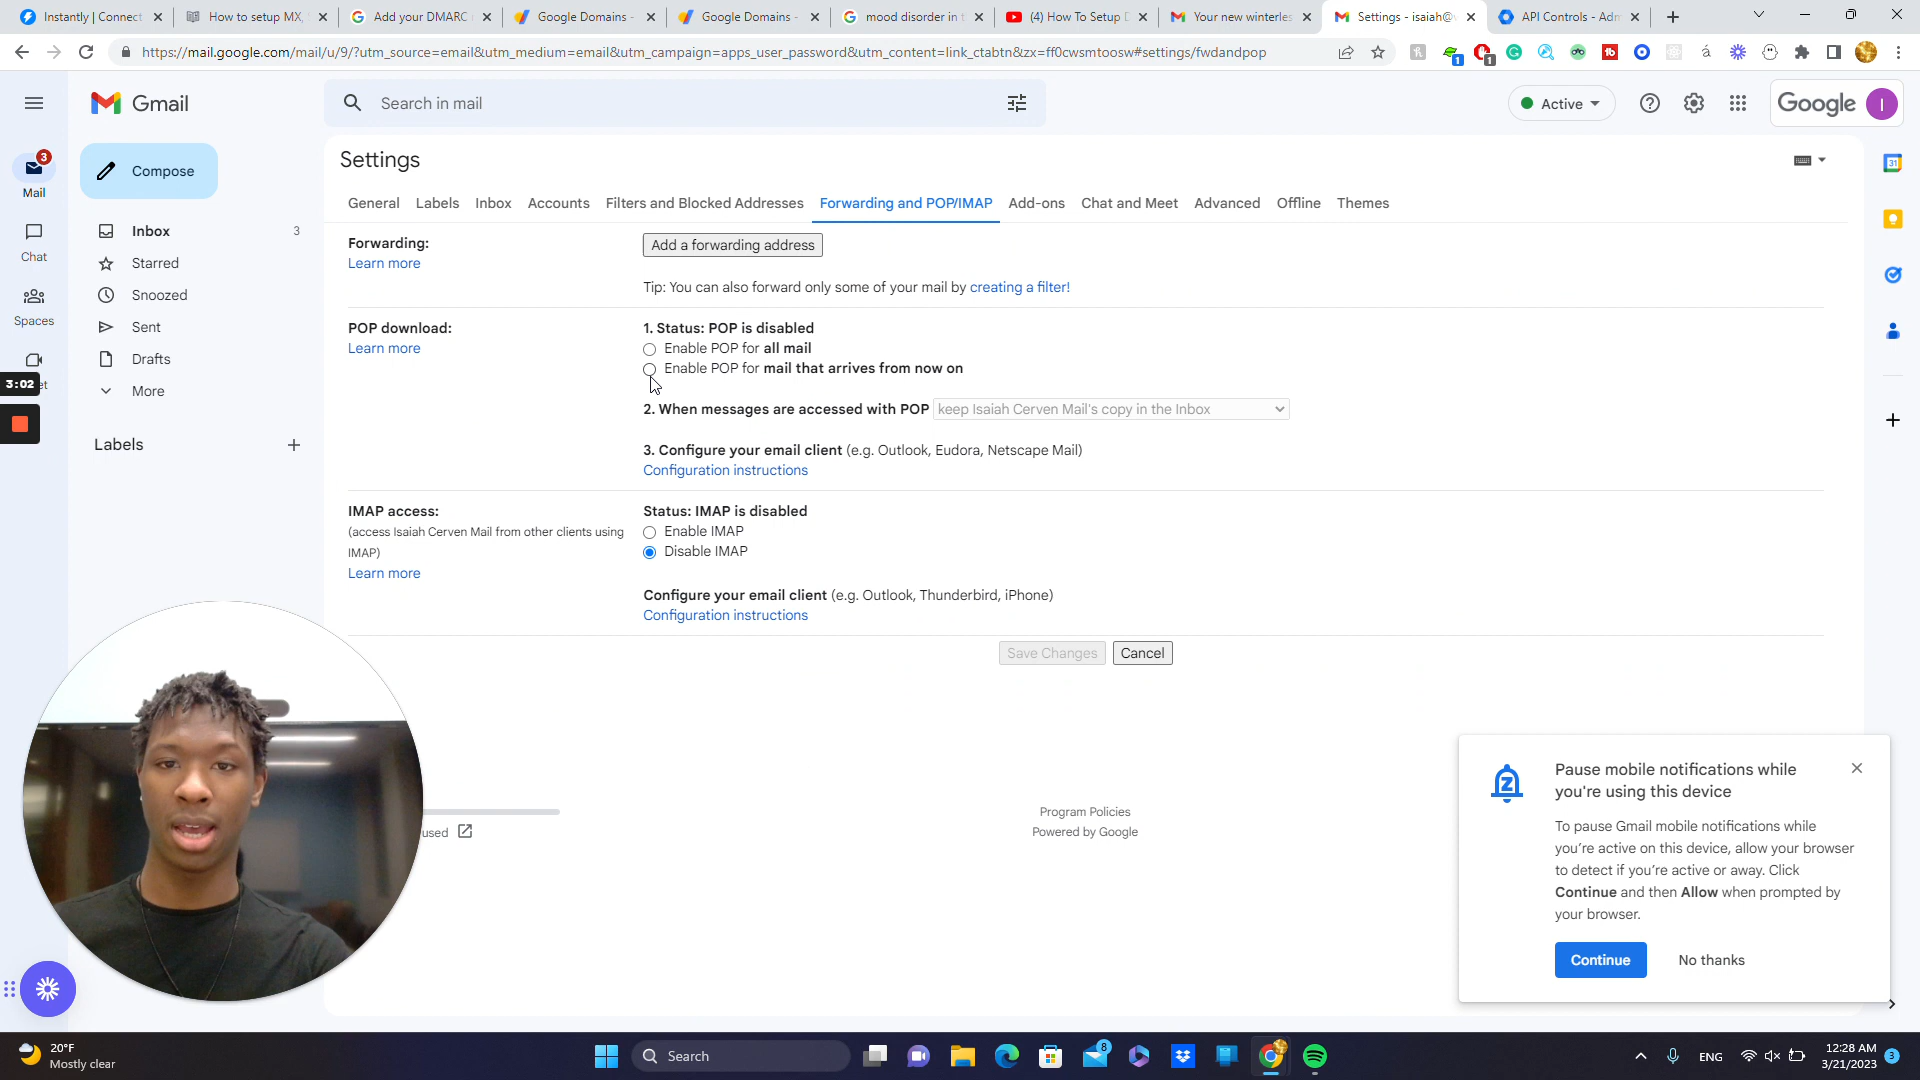 Instantly | Connect
How to setup MX,
Add your DMARC
Google Domains -
Google Domains -
mood disorder in t
(4) How To Setup D
Your new winterles
Settings - isaiah@
API Controls - Adm
https://mail.google.com/mail/u/9/?utm_source=email&utm_medium=email&utm_campaign=apps_user_password&utm_content=link_ctabtn&zx=ff0cwsmtoosw#settings/fwdandpop
Gmail
Search in mail
Active
Google
I
Settings
General Labels Inbox Accounts Filters and Blocked Addresses Forwarding and POP/IMAP Add-ons Chat and Meet Advanced Offline Themes
3
Mail
Chat
Spaces
3:02
Compose
Inbox 3
Starred
Snoozed
Sent
Drafts
More
Labels
Forwarding:
Learn more
Add a forwarding address
Tip: You can also forward only some of your mail by creating a filter!
POP download:
Learn more
1. Status: POP is disabled
Enable POP for all mail
Enable POP for mail that arrives from now on
2. When messages are accessed with POP keep Isaiah Cerven Mail's copy in the Inbox
3. Configure your email client (e.g. Outlook, Eudora, Netscape Mail)
Configuration instructions
IMAP access:
(access Isaiah Cerven Mail from other clients using
IMAP)
Learn more
Status: IMAP is disabled
Enable IMAP
Disable IMAP
Configure your email client (e.g. Outlook, Thunderbird, iPhone)
Configuration instructions
Save Changes Cancel
used
Program Policies
Powered by Google
Pause mobile notifications while
you're using this device
To pause Gmail mobile notifications while
you're active on this device, allow your browser
to detect if you're active or away. Click
Continue and then Allow when prompted by
your browser.
Continue No thanks
20°F
Mostly clear
Search
8
ENG
12:28 AM
3/21/2023
3